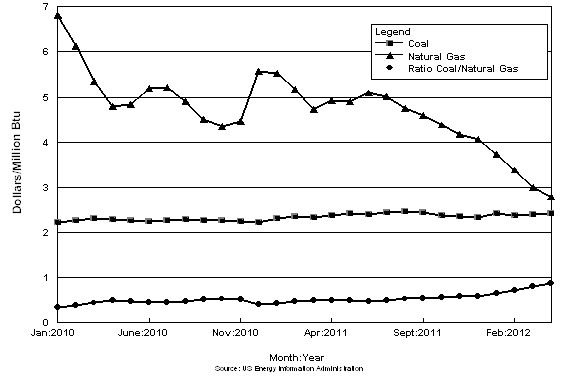 7
6
5
4
3
2
1
0
Dollars/Million Btu
Legend
Coal
Natural Gas
Ratio Coal/Natural Gas
Jan:2010
June:2010
Nov:2010
Apr:2011
Sept:2011
Feb:2012
Month:Year
Source: US Energy Information Administration